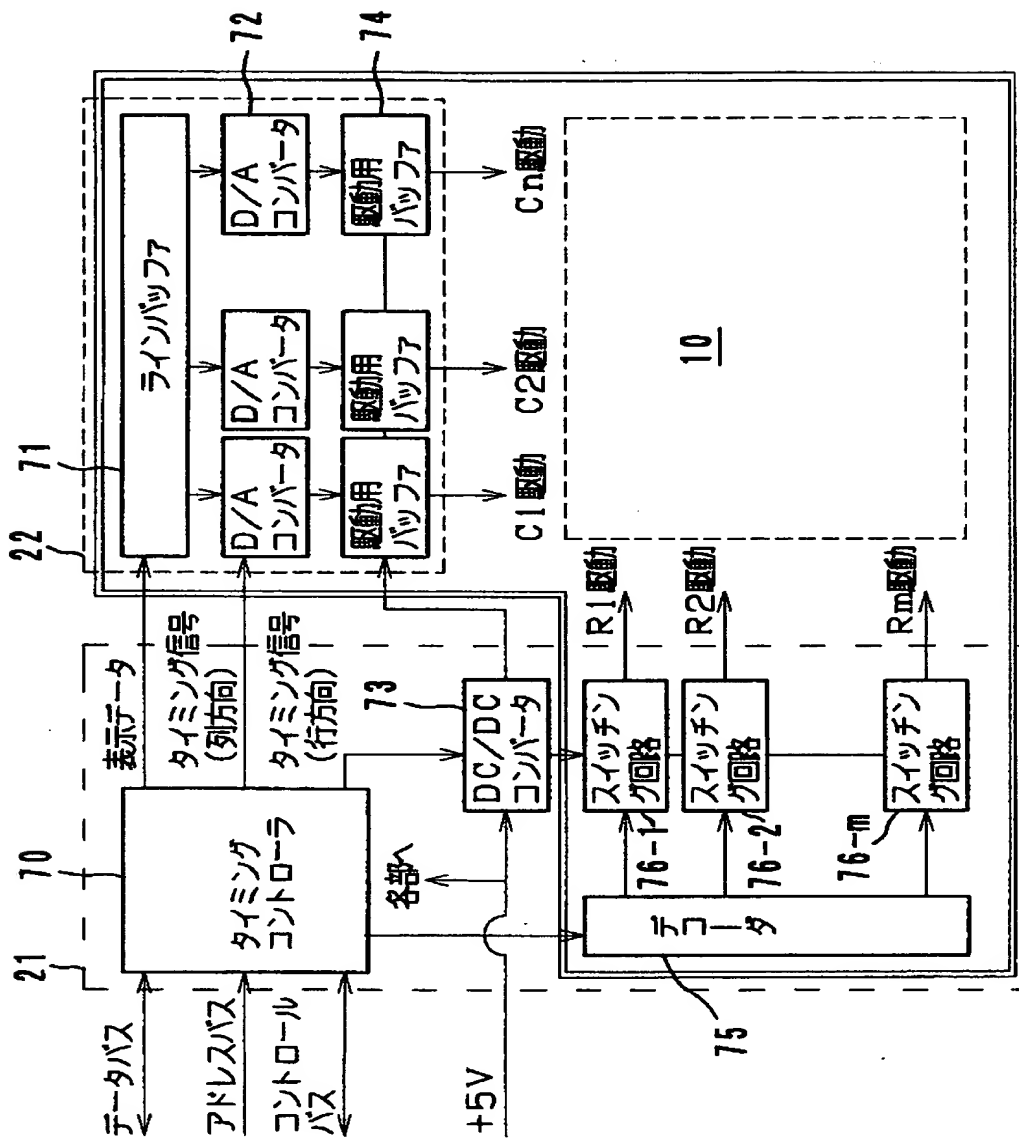 データバス
アドレスバス
コントロール
バス
+5V
21
70
タイミング
コントローラ
各部へ
表示データ
タイミング信号
(列方向)
タイミング信号
(行方向)
73
DC/DC
コンバータ
22
71
ラインバッファ
72
D/A
コンバータ
D/A
コンバータ
D/A
コンバータ
74
駆動用
バッファ
駆動用
バッファ
駆動用
バッファ
C1駆動
C2駆動
Cn駆動
10
75
デコーダ
スイッチン
グ回路
76-1
R1駆動
スイッチン
グ回路
76-2
R2駆動
スイッチン
グ回路
76-m
Rm駆動